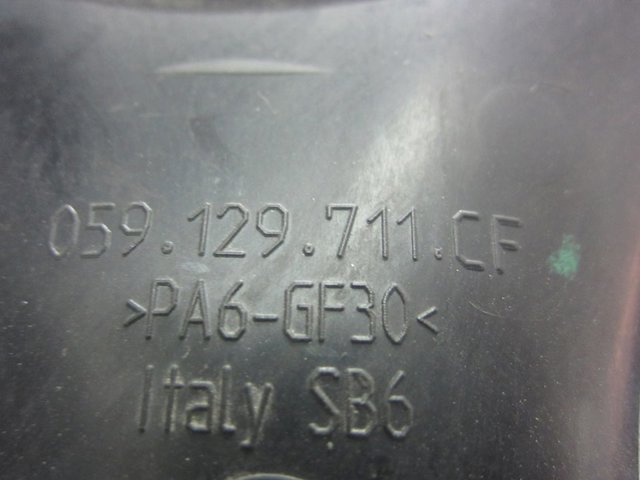 059.129.711.CF
>PA6-GF30<
Italy SB6